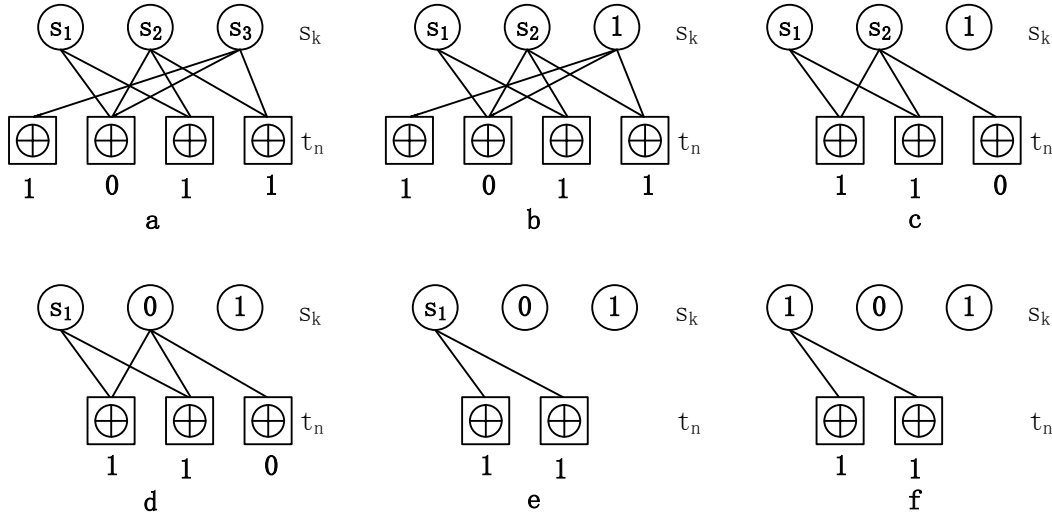 s₁ s₂ s₃ sₖ
tₙ
1 0 1 1
a
s₁ s₂ 1 sₖ
tₙ
1 0 1 1
b
s₁ s₂ 1 sₖ
tₙ
1 1 0
c
s₁ 0 1 sₖ
tₙ
1 1 0
d
s₁ 0 1 sₖ
tₙ
1 1
e
1 0 1 sₖ
tₙ
1 1
f